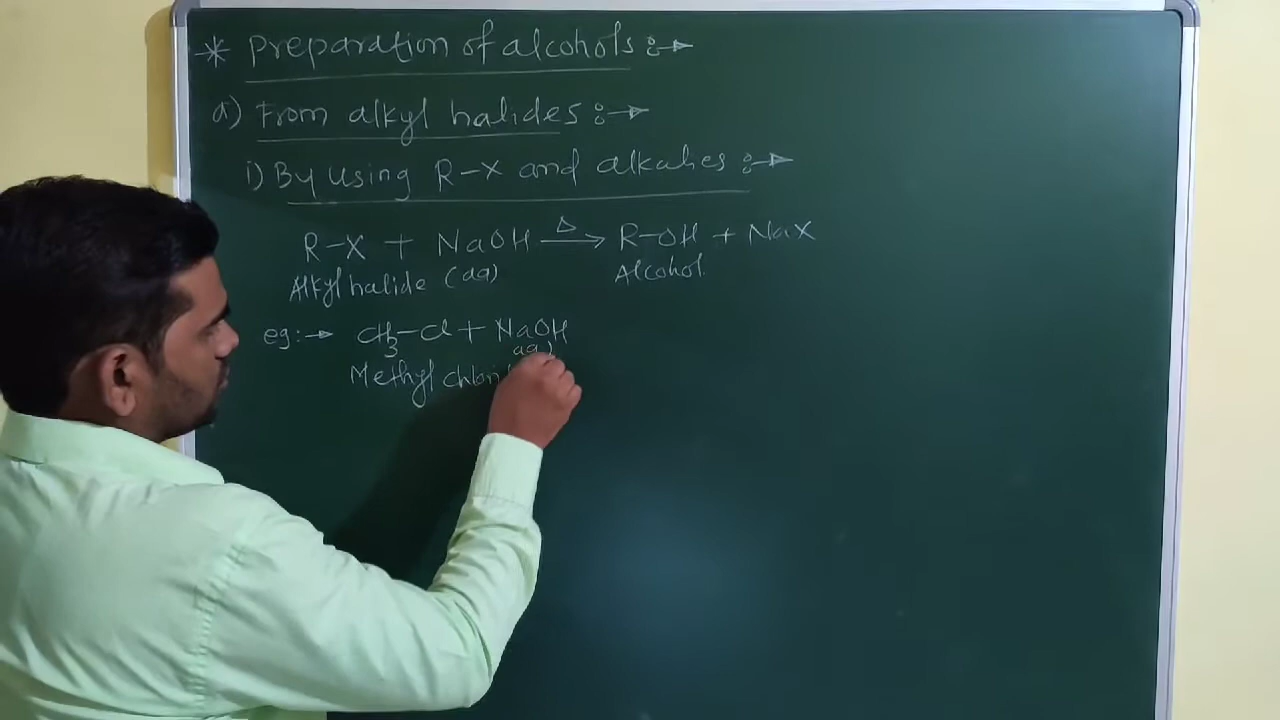 * Preparation of alcohols :→
a) From alkyl halides :→
i) By using R-X and alkalies :→
R-X + NaOH —Δ→ R-OH + NaX
Alkyl halide (aq) Alcohol
eg:→ CH3-Cl + NaOH
aq)
Methyl chlori